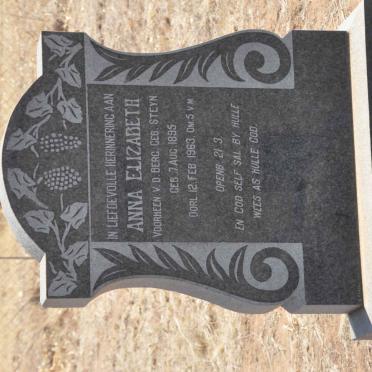 IN LIEFDEVOLLE HERINNERING AAN
ANNA ELIZABETH
VOORHEEN V. D. BERG, GEB. STEYN
GEB. 7. AUG. 1895
OORL. 12. FEB. 1963. OM. 5 V.M.
OPENB. 21. 3.
EN GOD SELF SAL BY HULLE
WEES AS HULLE GOD.